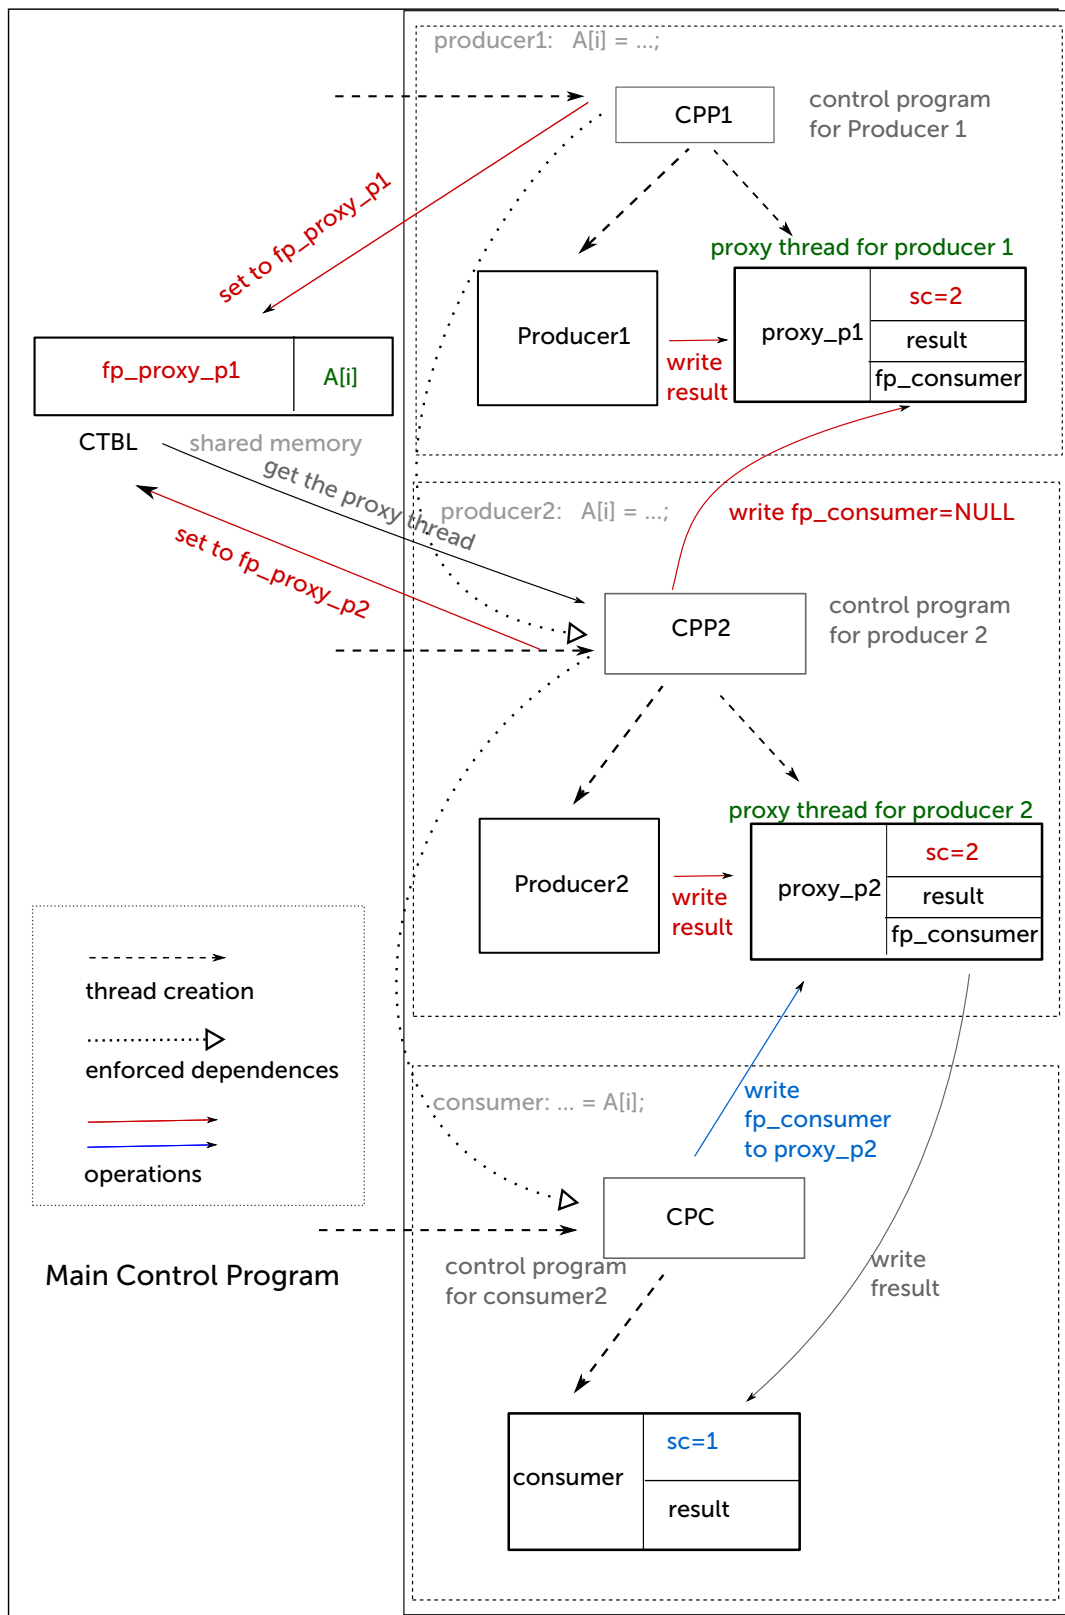 producer1: A[i] = ...;
CPP1
control program
for Producer 1
set to fp_proxy_p1
proxy thread for producer 1
Producer1
write
result
proxy_p1
sc=2
result
fp_consumer
fp_proxy_p1
A[i]
CTBL
shared memory
get the proxy thread
set to fp_proxy_p2
producer2: A[i] = ...;
write fp_consumer=NULL
CPP2
control program
for producer 2
proxy thread for producer 2
Producer2
write
result
proxy_p2
sc=2
result
fp_consumer
thread creation
enforced dependences
operations
Main Control Program
consumer: ... = A[i];
write
fp_consumer
to proxy_p2
CPC
control program
for consumer2
write
fresult
consumer
sc=1
result